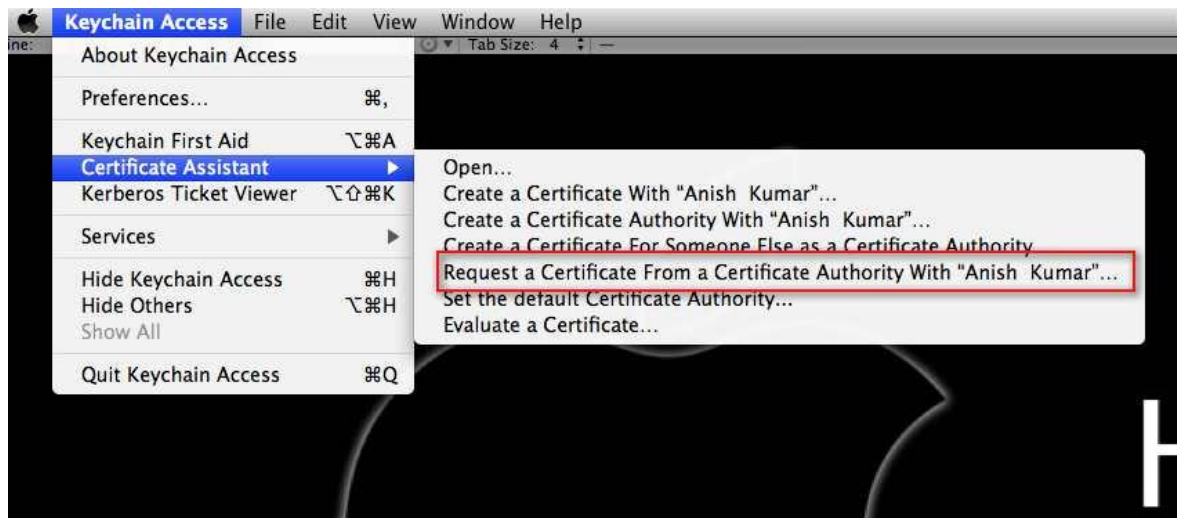 Keychain Access File Edit View Window Help
ine:
Tab Size: 4
About Keychain Access
Preferences... ⌘,
Keychain First Aid ⌥⌘A
Certificate Assistant
Kerberos Ticket Viewer ⌥⇧⌘K
Services
Hide Keychain Access ⌘H
Hide Others ⌥⌘H
Show All
Quit Keychain Access ⌘Q
Open...
Create a Certificate With "Anish Kumar"...
Create a Certificate Authority With "Anish Kumar"...
Create a Certificate For Someone Else as a Certificate Authority
Request a Certificate From a Certificate Authority With "Anish Kumar"...
Set the default Certificate Authority...
Evaluate a Certificate...
H